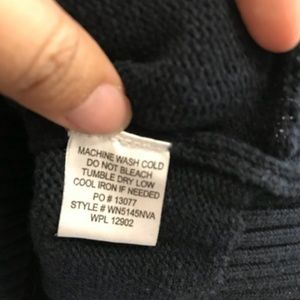 MACHINE WASH COLD
DO NOT BLEACH
TUMBLE DRY LOW
COOL IRON IF NEEDED
PO # 13077
STYLE # WN5145NVA
WPL 12902